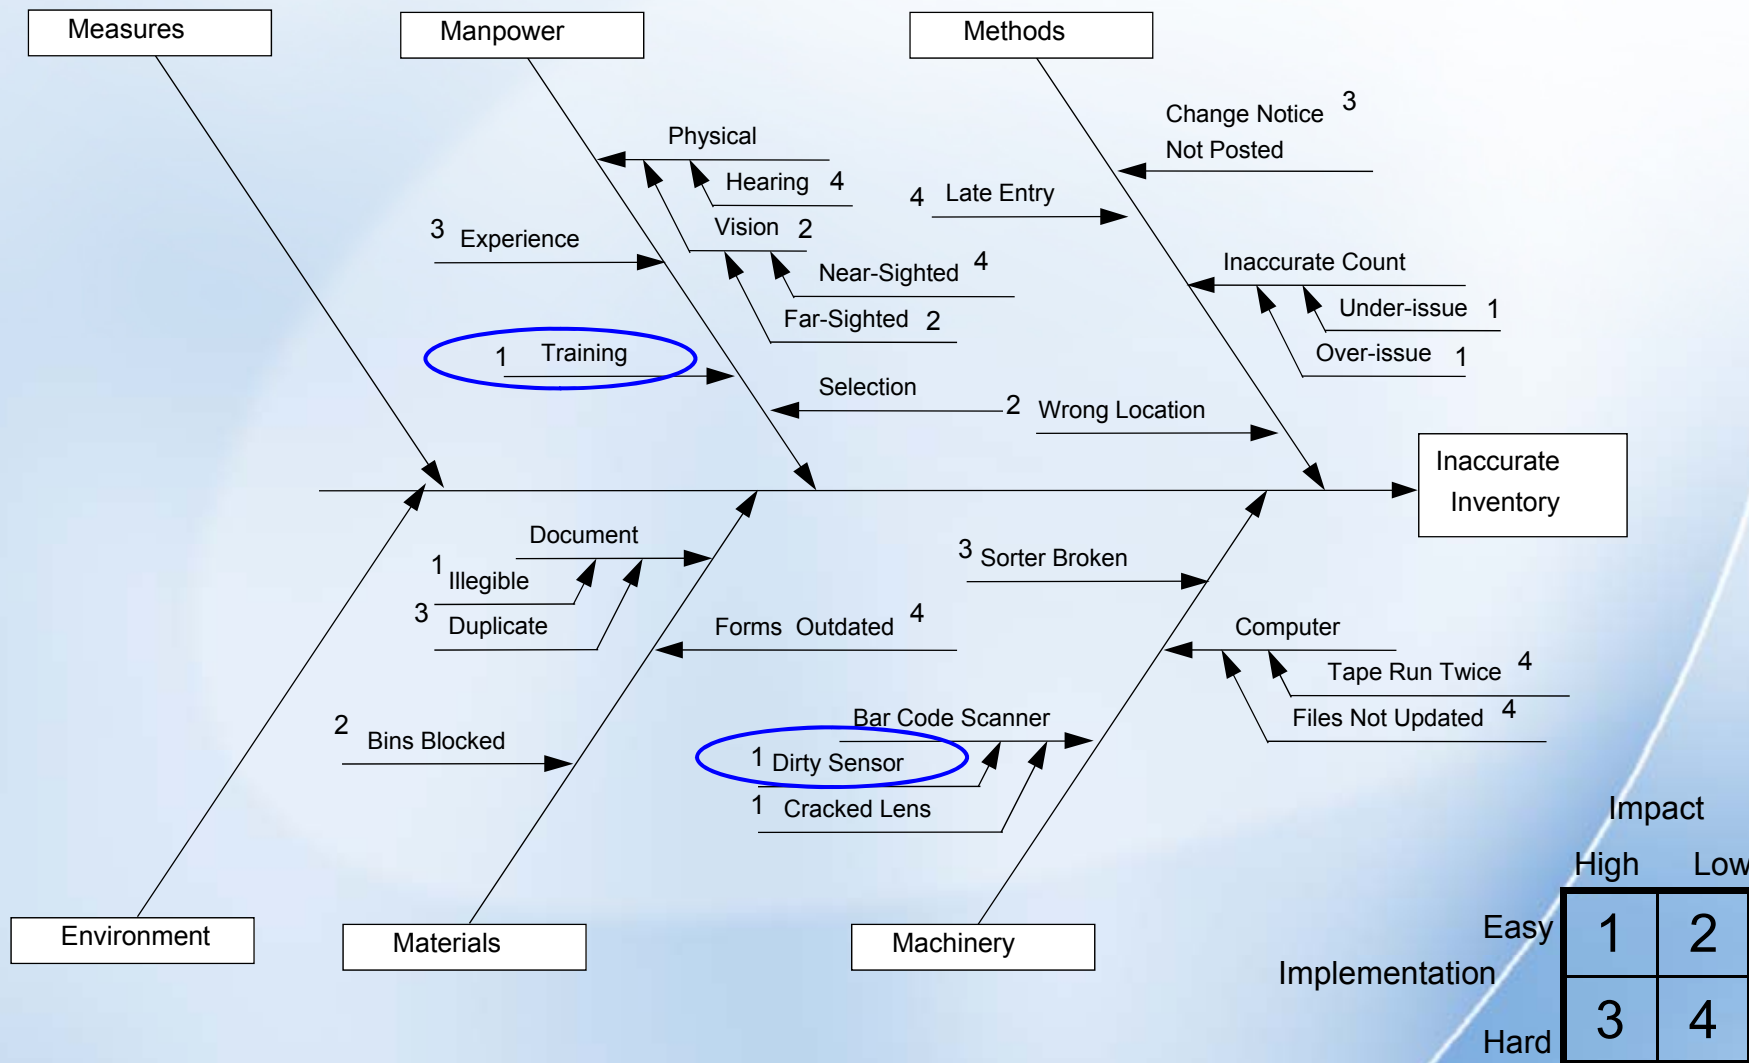 Measures
Manpower
Methods
Change Notice 3
Not Posted
Physical
Hearing 4
4 Late Entry
3 Experience
Vision 2
Near-Sighted 4
Far-Sighted 2
Inaccurate Count
Under-issue 1
Over-issue 1
1 Training
Selection
2 Wrong Location
Inaccurate
Inventory
Document
1 Illegible
3 Duplicate
Forms Outdated 4
2 Bins Blocked
3 Sorter Broken
Computer
Tape Run Twice 4
Files Not Updated 4
Bar Code Scanner
1 Dirty Sensor
1 Cracked Lens
Environment
Materials
Machinery
Impact
High Low
Easy 1 2
Implementation
Hard 3 4